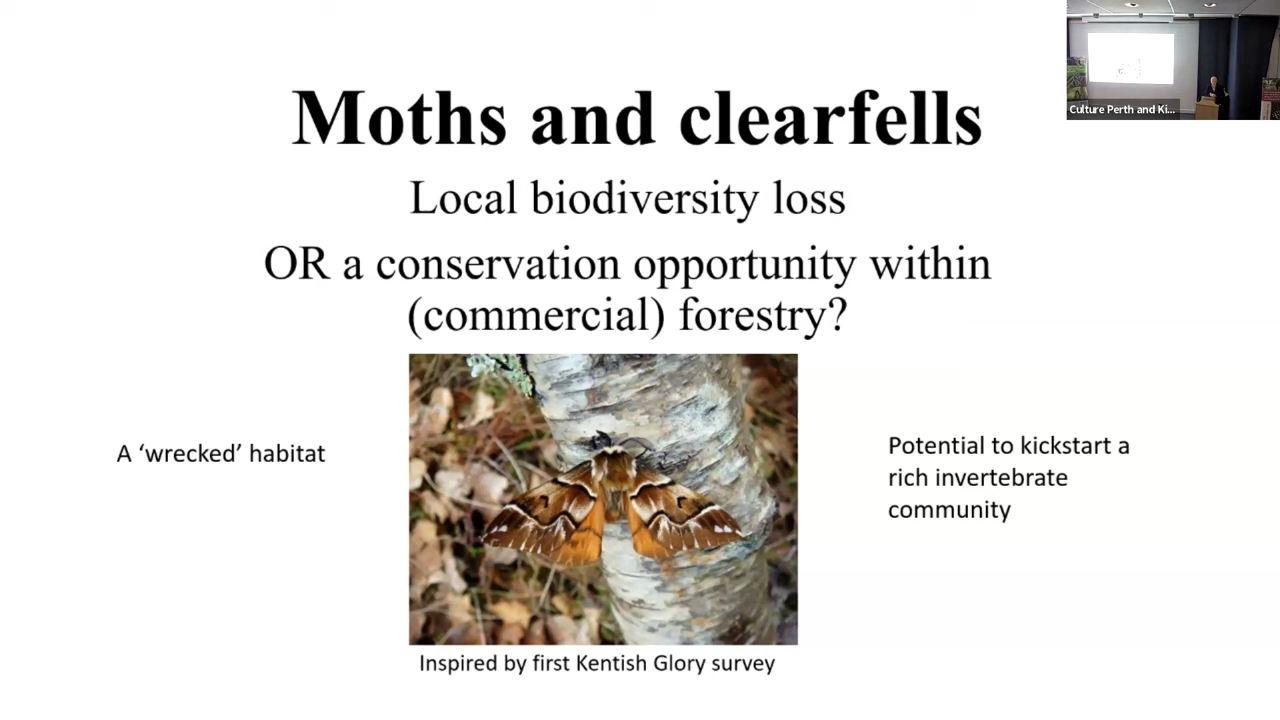 Moths and clearfells
Local biodiversity loss
OR a conservation opportunity within
(commercial) forestry?
A ‘wrecked’ habitat
Potential to kickstart a
rich invertebrate
community
Inspired by first Kentish Glory survey
Culture Perth and Ki...